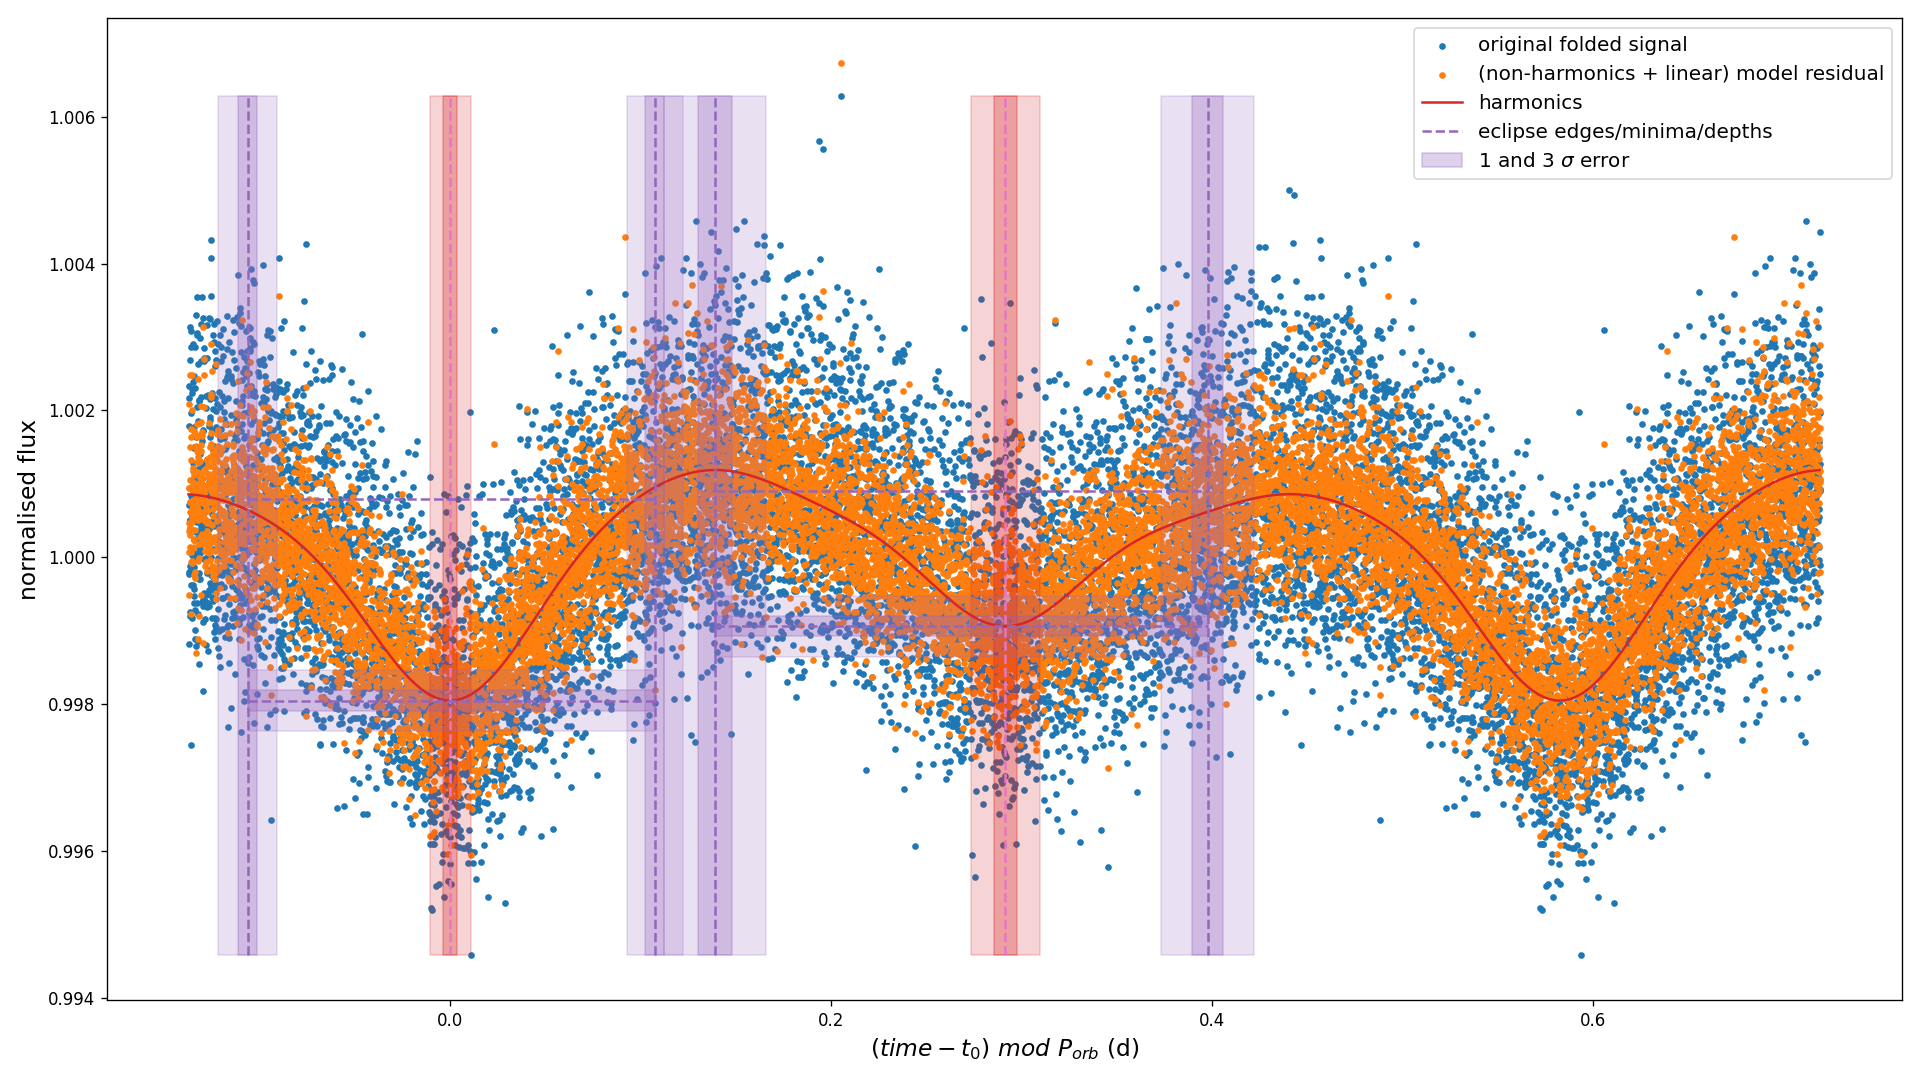 original folded signal
(non-harmonics + linear) model residual
harmonics
eclipse edges/minima/depths
1 and 3 σ error
normalised flux
1.006
1.004
1.002
1.000
0.998
0.996
0.994
0.0
0.2
0.4
0.6
(time − t₀) mod Pₒᵣb (d)